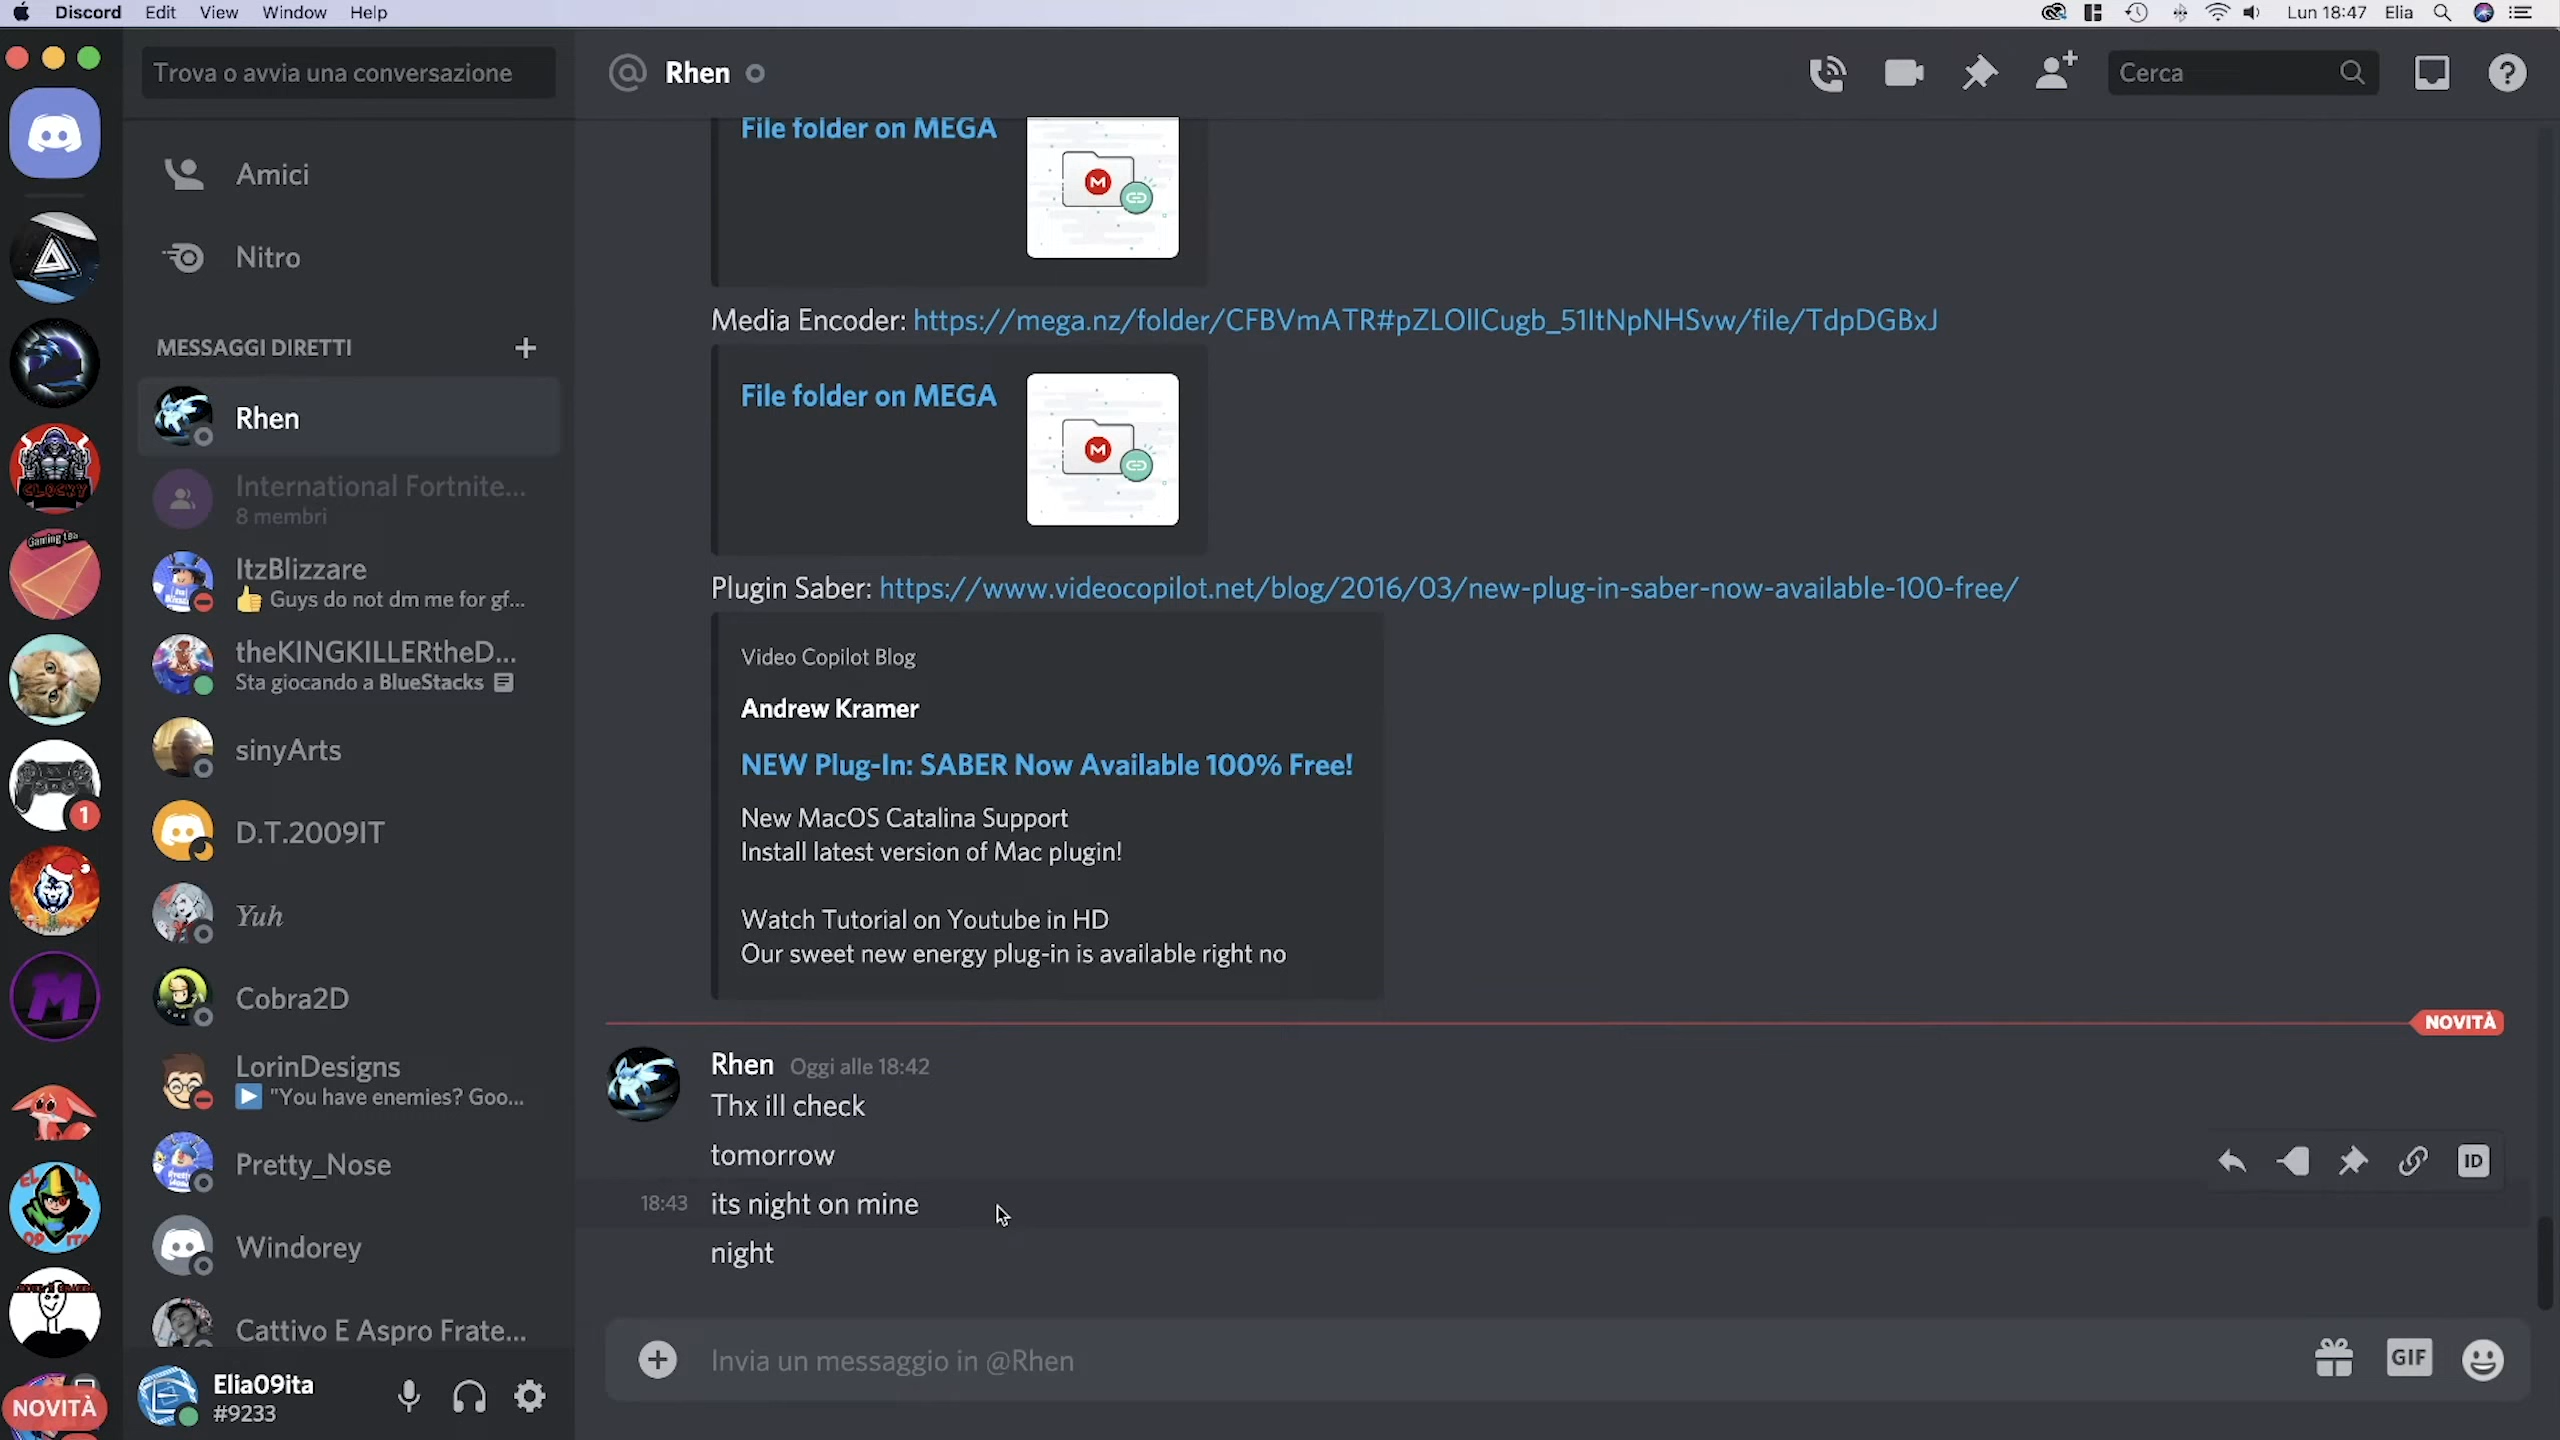 Discord Edit View Window Help
Lun 18:47 Elia
Trova o avvia una conversazione
Rhen
Cerca
Amici
Nitro
MESSAGGI DIRETTI
Rhen
International Fortnite...
8 membri
ItzBlizzare
👍 Guys do not dm me for gf...
theKINGKILLERtheD...
Sta giocando a BlueStacks
sinyArts
D.T.2009IT
Yuh
Cobra2D
LorinDesigns
▶ "You have enemies? Goo...
Pretty_Nose
Windorey
Cattivo E Aspro Frate...
Elia09ita
#9233
CLOCKY
1
NOVITÀ
File folder on MEGA
M
Media Encoder: https://mega.nz/folder/CFBVmATR#pZLOllCugb_51ItNpNHSvw/file/TdpDGBxJ
File folder on MEGA
M
Plugin Saber: https://www.videocopilot.net/blog/2016/03/new-plug-in-saber-now-available-100-free/
Video Copilot Blog
Andrew Kramer
NEW Plug-In: SABER Now Available 100% Free!
New MacOS Catalina Support
Install latest version of Mac plugin!
Watch Tutorial on Youtube in HD
Our sweet new energy plug-in is available right no
NOVITÀ
Rhen Oggi alle 18:42
Thx ill check
tomorrow
18:43 its night on mine
night
ID
Invia un messaggio in @Rhen
GIF